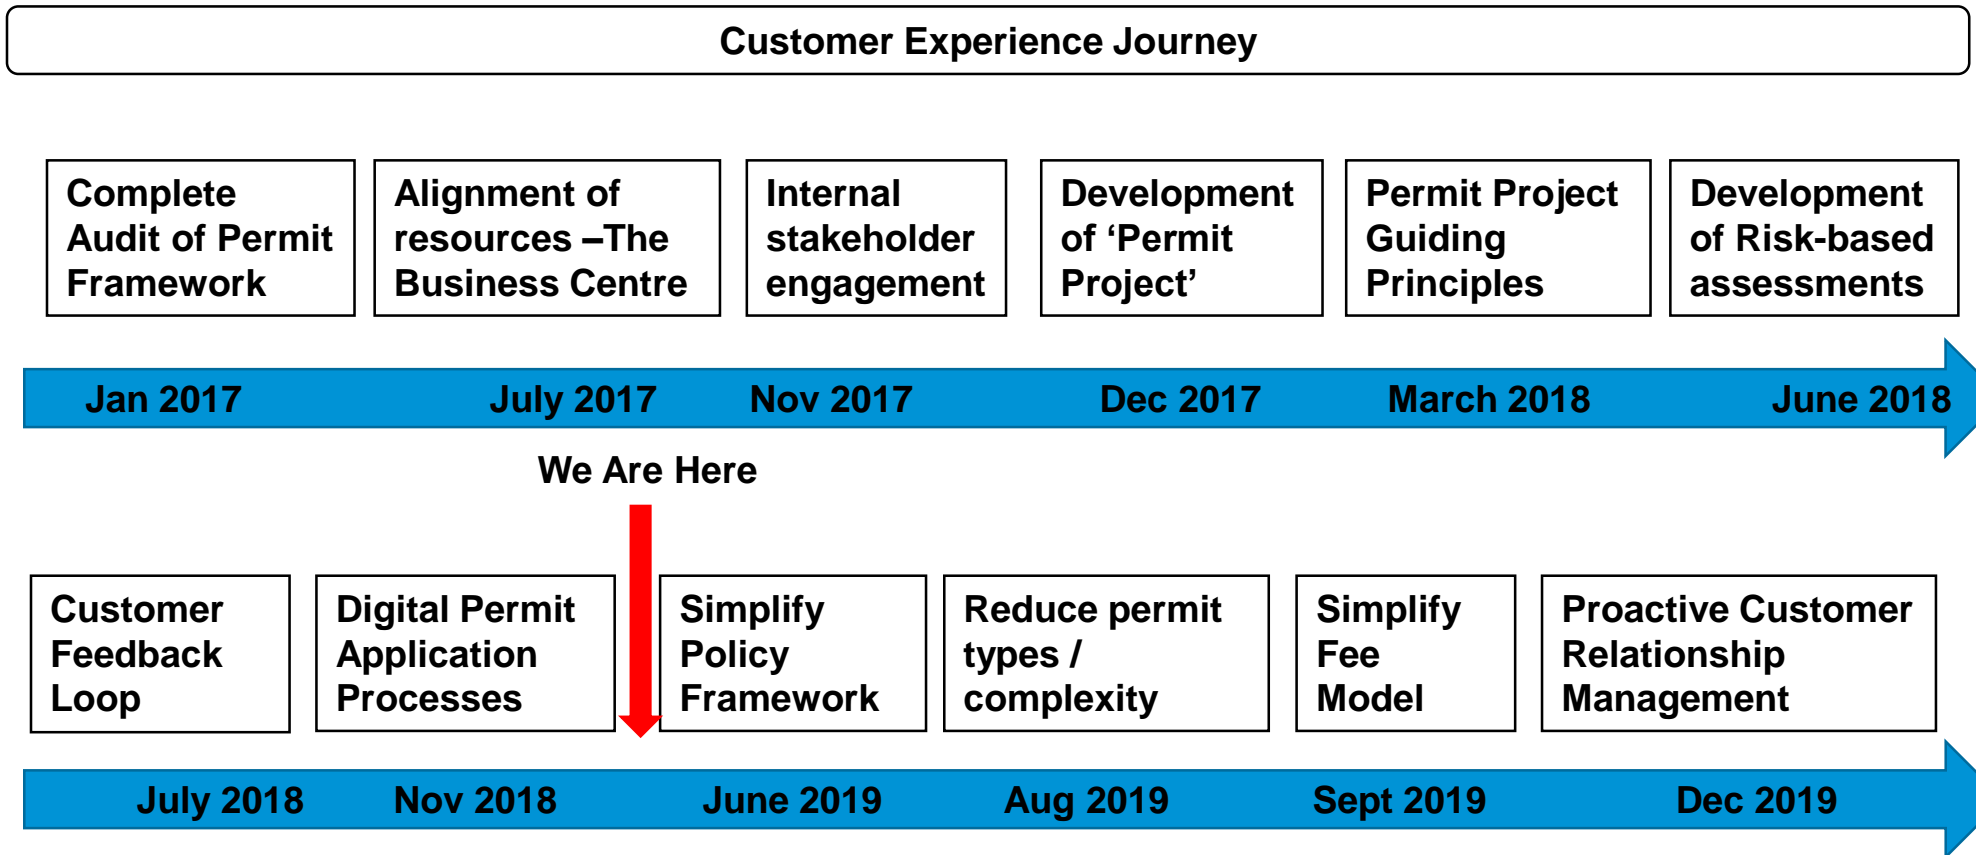 Customer Experience Journey
Complete
Audit of Permit
Framework
Alignment of
resources –The
Business Centre
Internal
stakeholder
engagement
Development
of ‘Permit
Project’
Permit Project
Guiding
Principles
Development
of Risk-based
assessments
Jan 2017
July 2017
Nov 2017
Dec 2017
March 2018
June 2018
We Are Here
Customer
Feedback
Loop
Digital Permit
Application
Processes
Simplify
Policy
Framework
Reduce permit
types /
complexity
Simplify
Fee
Model
Proactive Customer
Relationship
Management
July 2018
Nov 2018
June 2019
Aug 2019
Sept 2019
Dec 2019